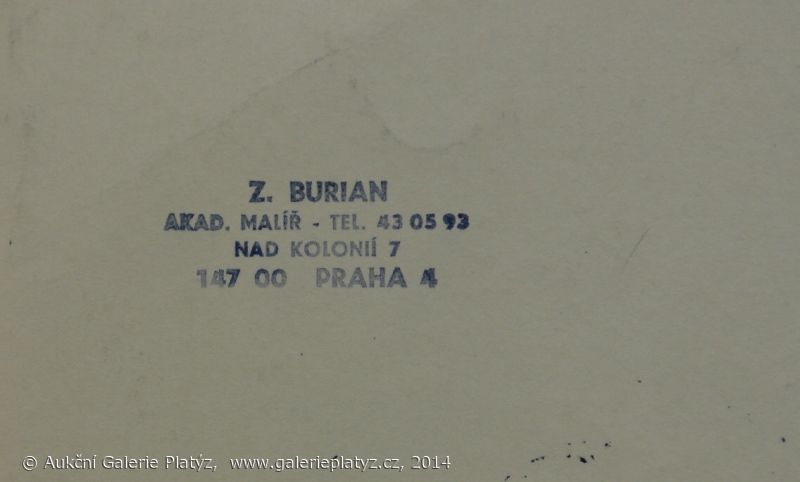 Z. BURIAN
AKAD. MALÍŘ - TEL. 43 05 93
NAD KOLONIÍ 7
147 00 PRAHA 4
© Aukční Galerie Platýz, www.galerieplatyz.cz, 2014